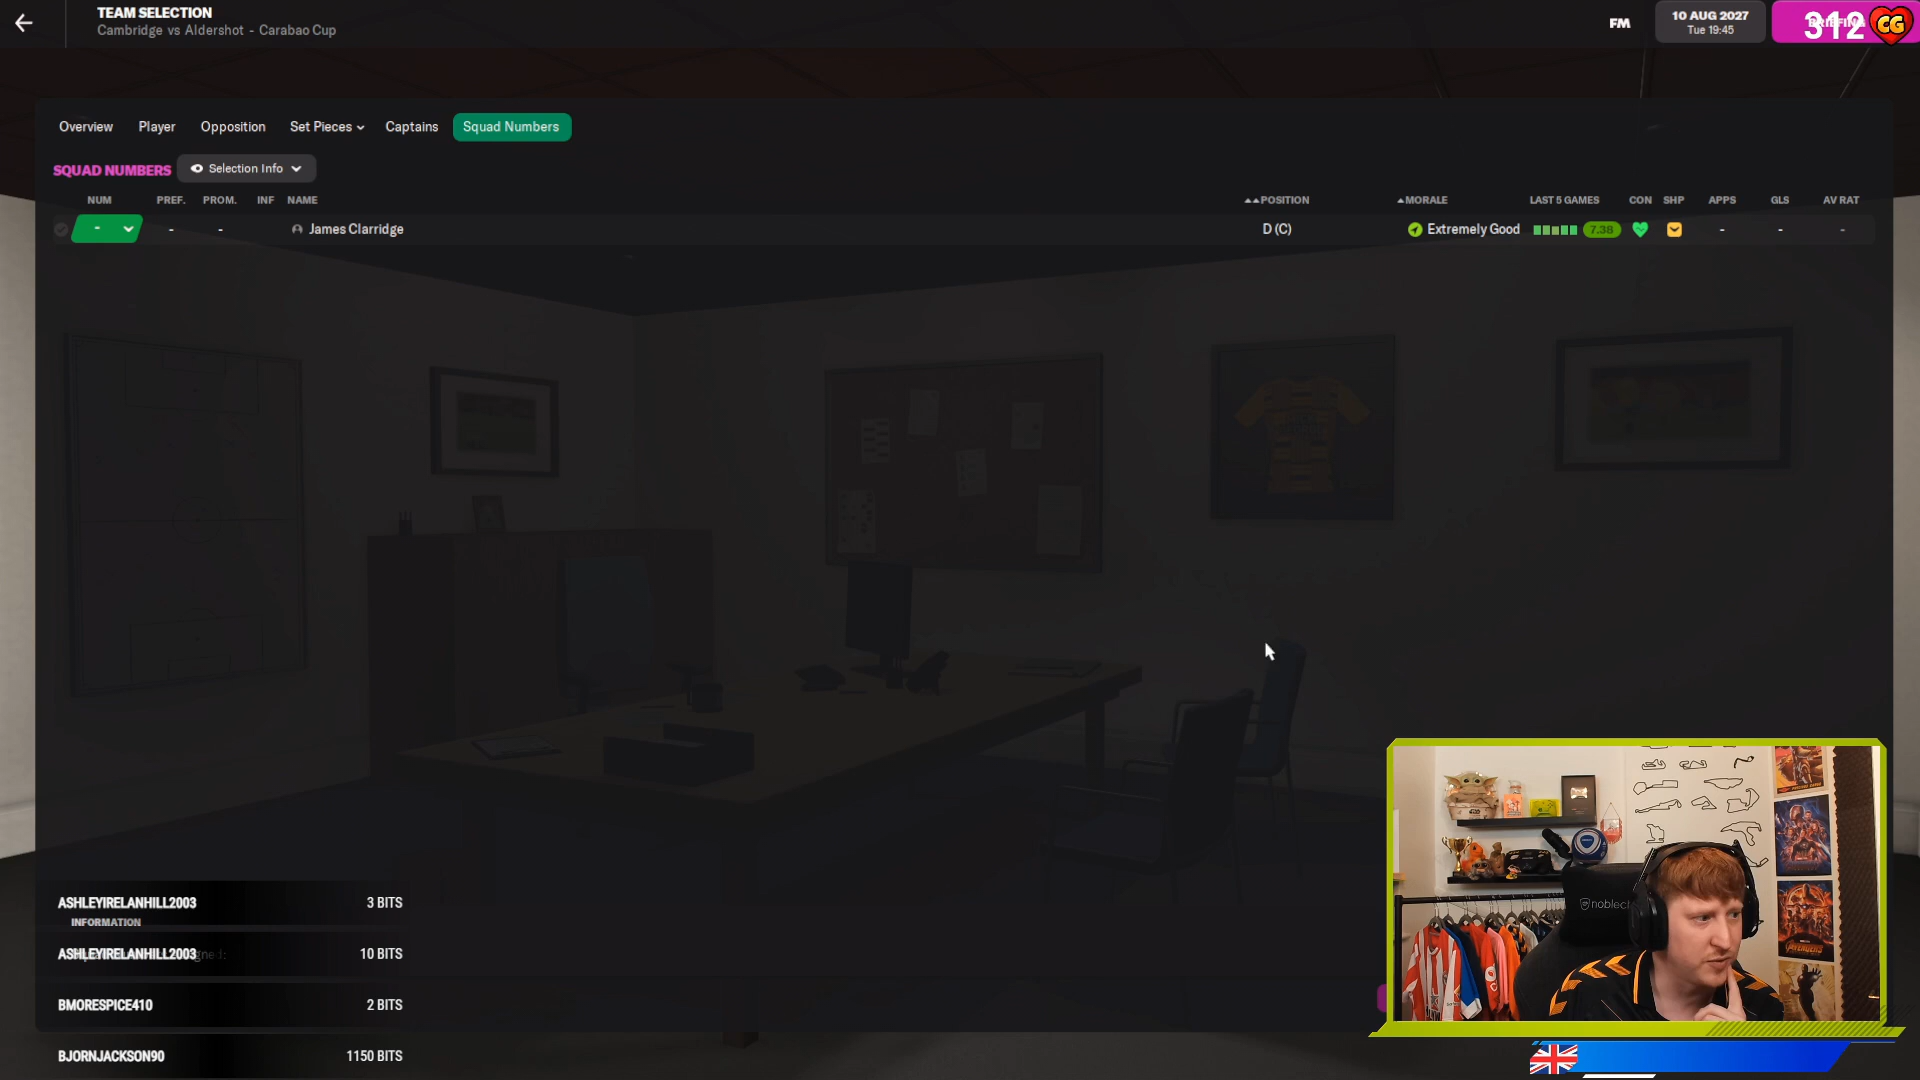 TEAM SELECTION
Cambridge vs Aldershot - Carabao Cup
FM
10 AUG 2027
Tue 19:45
312
CG
Overview Player Opposition Set Pieces Captains Squad Numbers
SQUAD NUMBERS Selection Info
NUM PREF. PROM. INF NAME POSITION MORALE LAST 5 GAMES CON SHP APPS GLS AV RAT
- - - James Clarridge D (C) Extremely Good 7.38 - - -
ASHLEYIRELANHILL2003 3 BITS
INFORMATION
ASHLEYIRELANHILL2003 10 BITS
BMORESPICE410 2 BITS
BJORNJACKSON90 1150 BITS
noblech